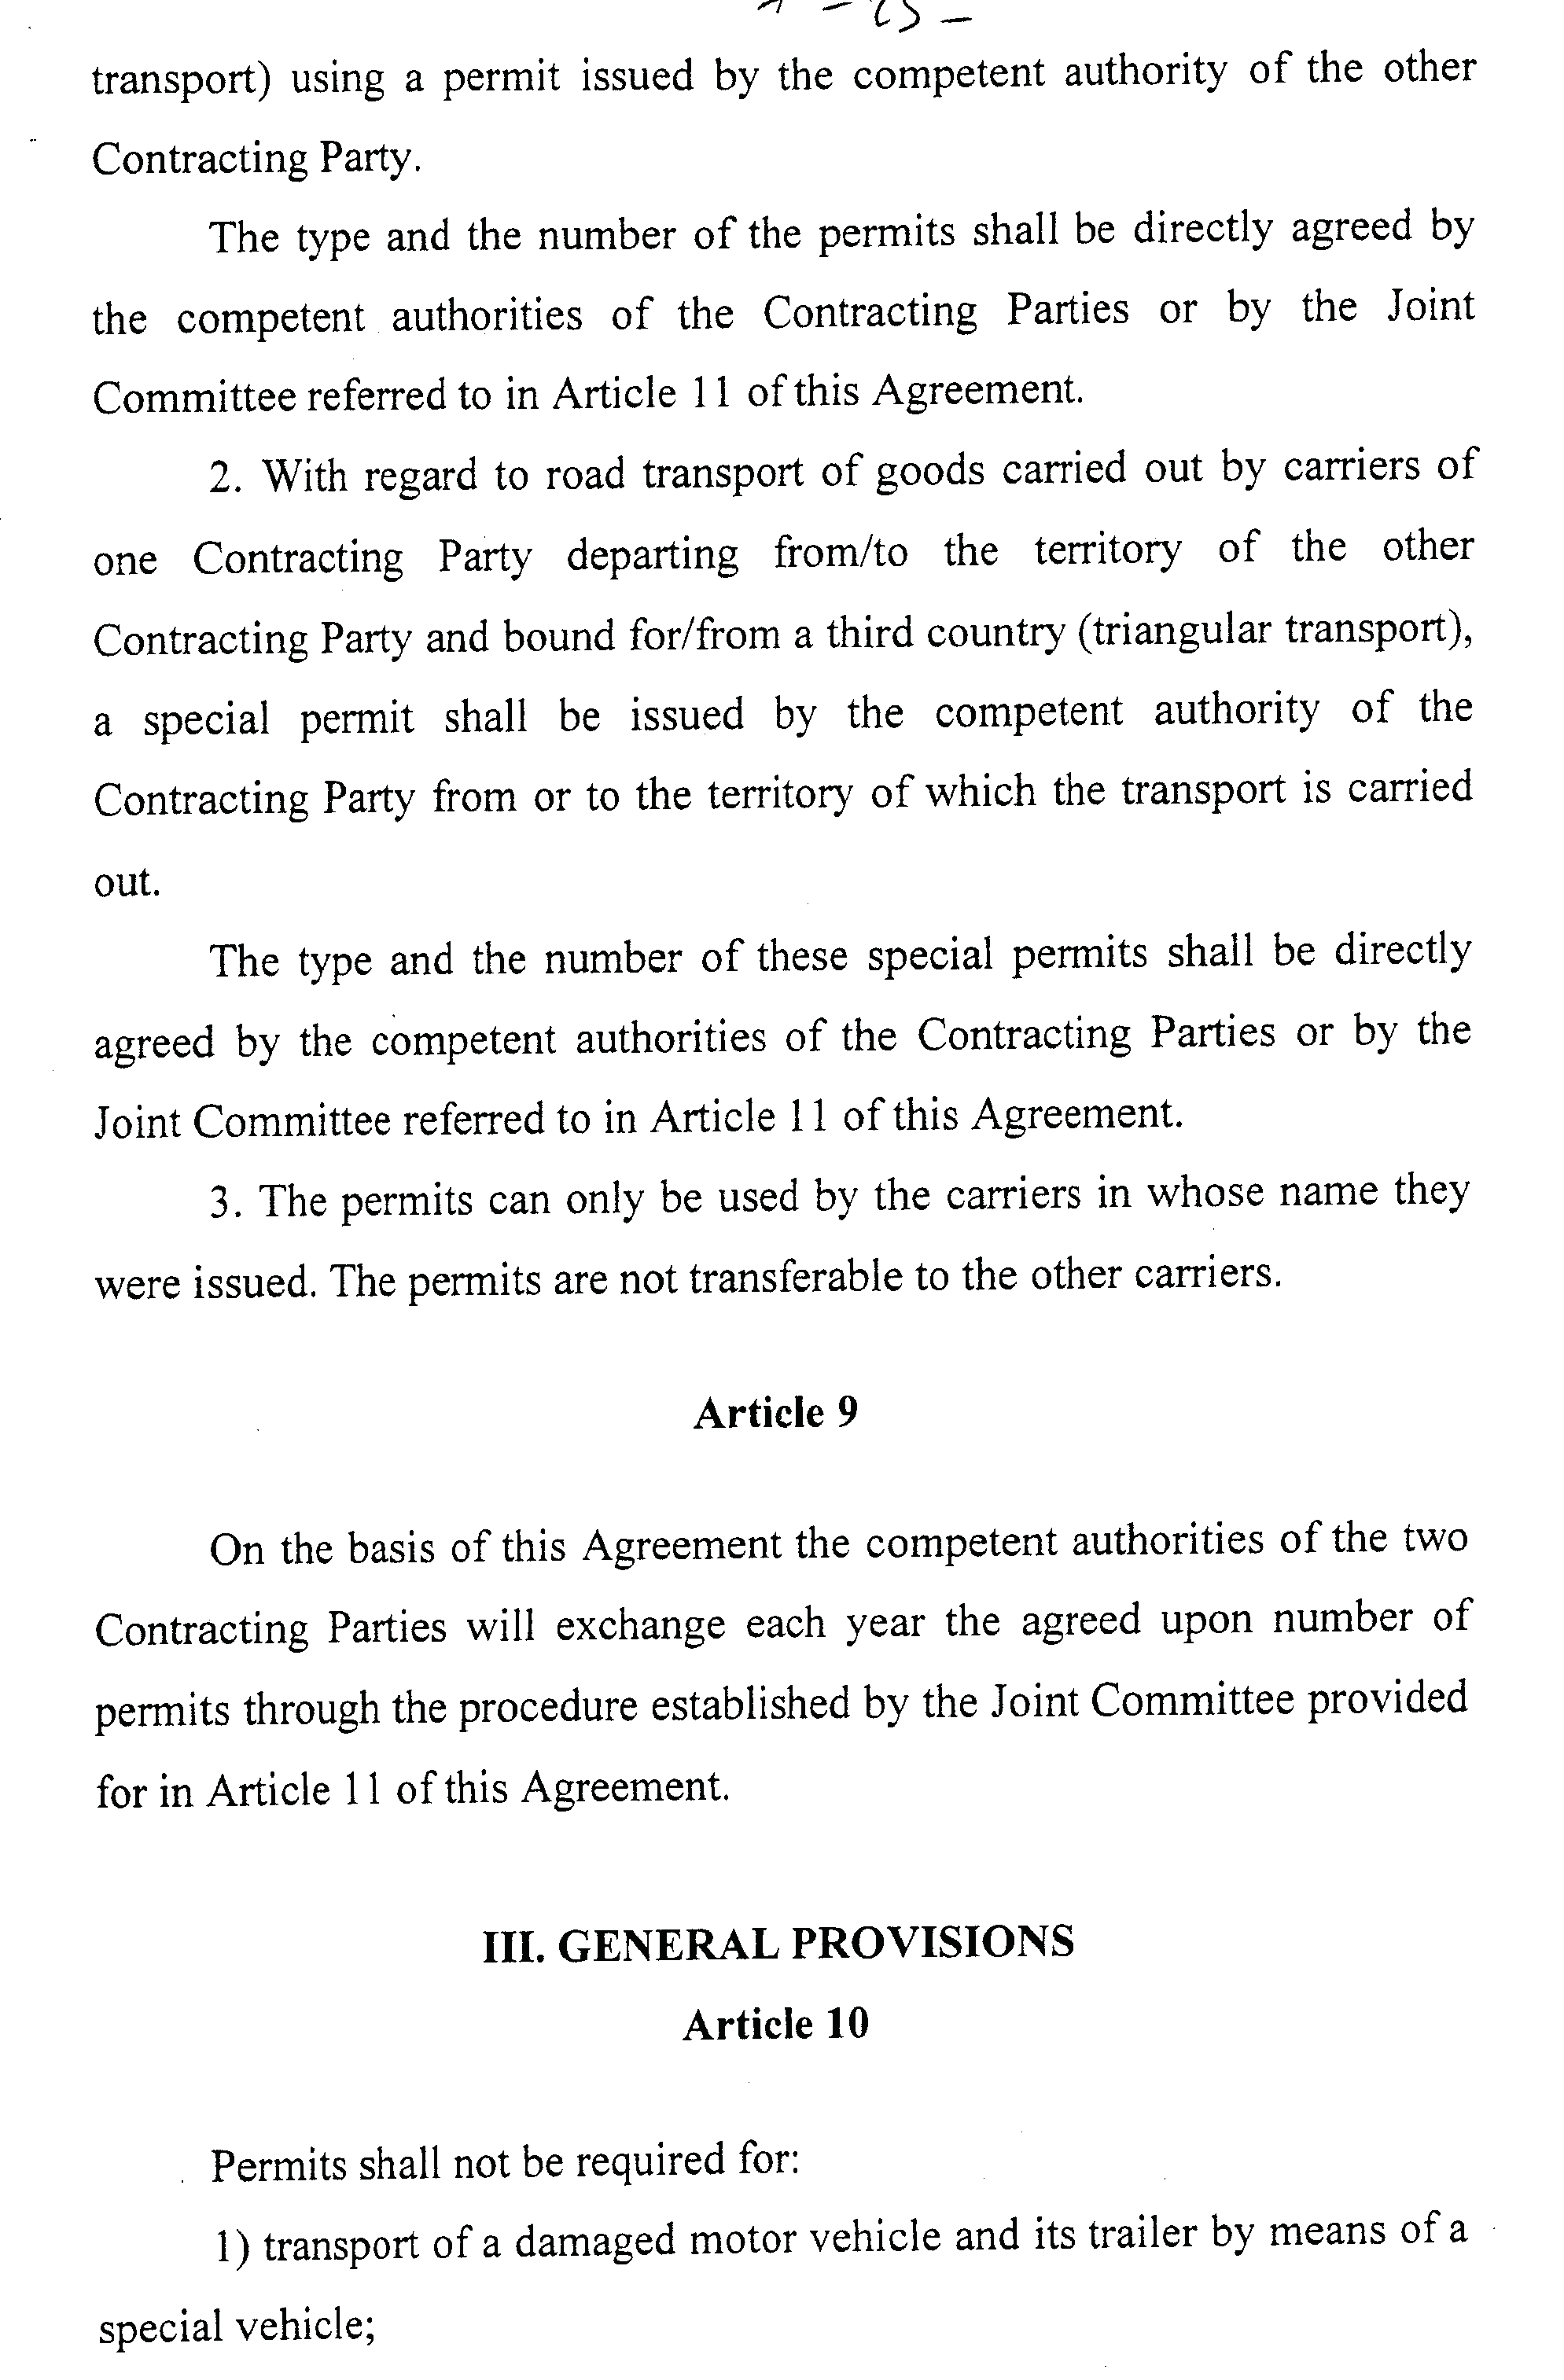 transport) using a permit issued by the competent authority of the other
Contracting Party.
The type and the number of the permits shall be directly agreed by
the competent authorities of the Contracting Parties or by the Joint
Committee referred to in Article 11 of this Agreement.
2. With regard to road transport of goods carried out by carriers of
one Contracting Party departing from/to the territory of the other
Contracting Party and bound for/from a third country (triangular transport),
a special permit shall be issued by the competent authority of the
Contracting Party from or to the territory of which the transport is carried
out.
The type and the number of these special permits shall be directly
agreed by the competent authorities of the Contracting Parties or by the
Joint Committee referred to in Article 11 of this Agreement.
3. The permits can only be used by the carriers in whose name they
were issued. The permits are not transferable to the other carriers.
Article 9
On the basis of this Agreement the competent authorities of the two
Contracting Parties will exchange each year the agreed upon number of
permits through the procedure established by the Joint Committee provided
for in Article 11 of this Agreement.
III. GENERAL PROVISIONS
Article 10
Permits shall not be required for:
1) transport of a damaged motor vehicle and its trailer by means of a
special vehicle;